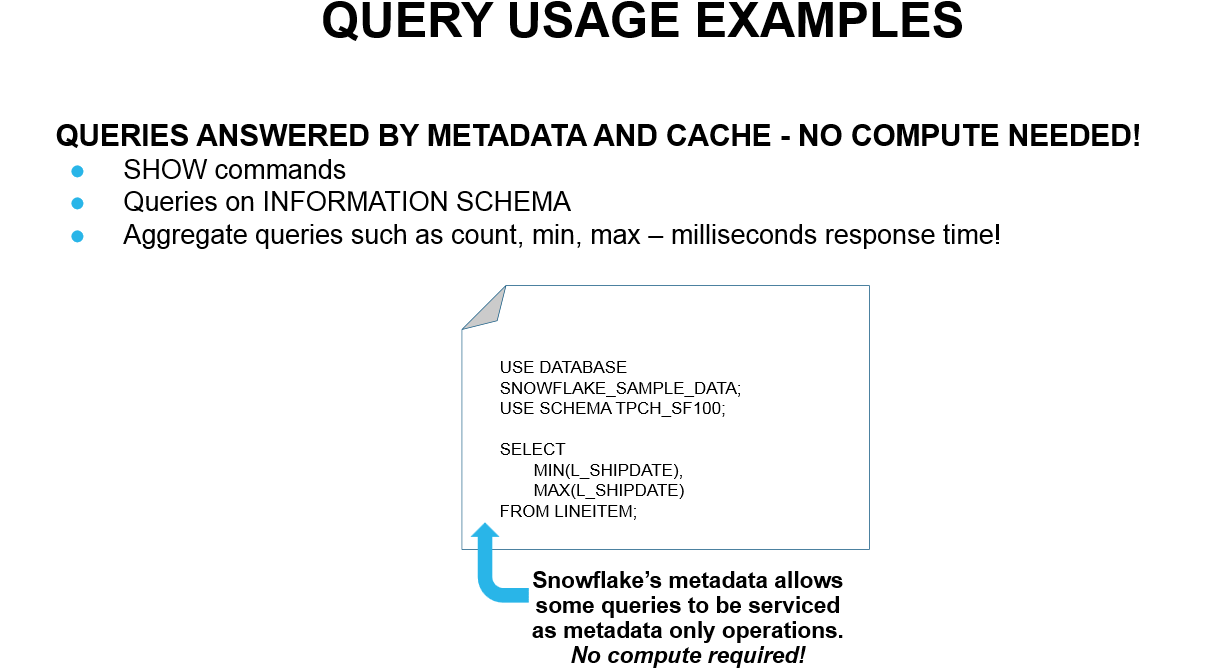 QUERY USAGE EXAMPLES
QUERIES ANSWERED BY METADATA AND CACHE - NO COMPUTE NEEDED!
● SHOW commands
● Queries on INFORMATION SCHEMA
● Aggregate queries such as count, min, max – milliseconds response time!
USE DATABASE
SNOWFLAKE_SAMPLE_DATA;
USE SCHEMA TPCH_SF100;
SELECT
MIN(L_SHIPDATE),
MAX(L_SHIPDATE)
FROM LINEITEM;
Snowflake’s metadata allows
some queries to be serviced
as metadata only operations.
No compute required!